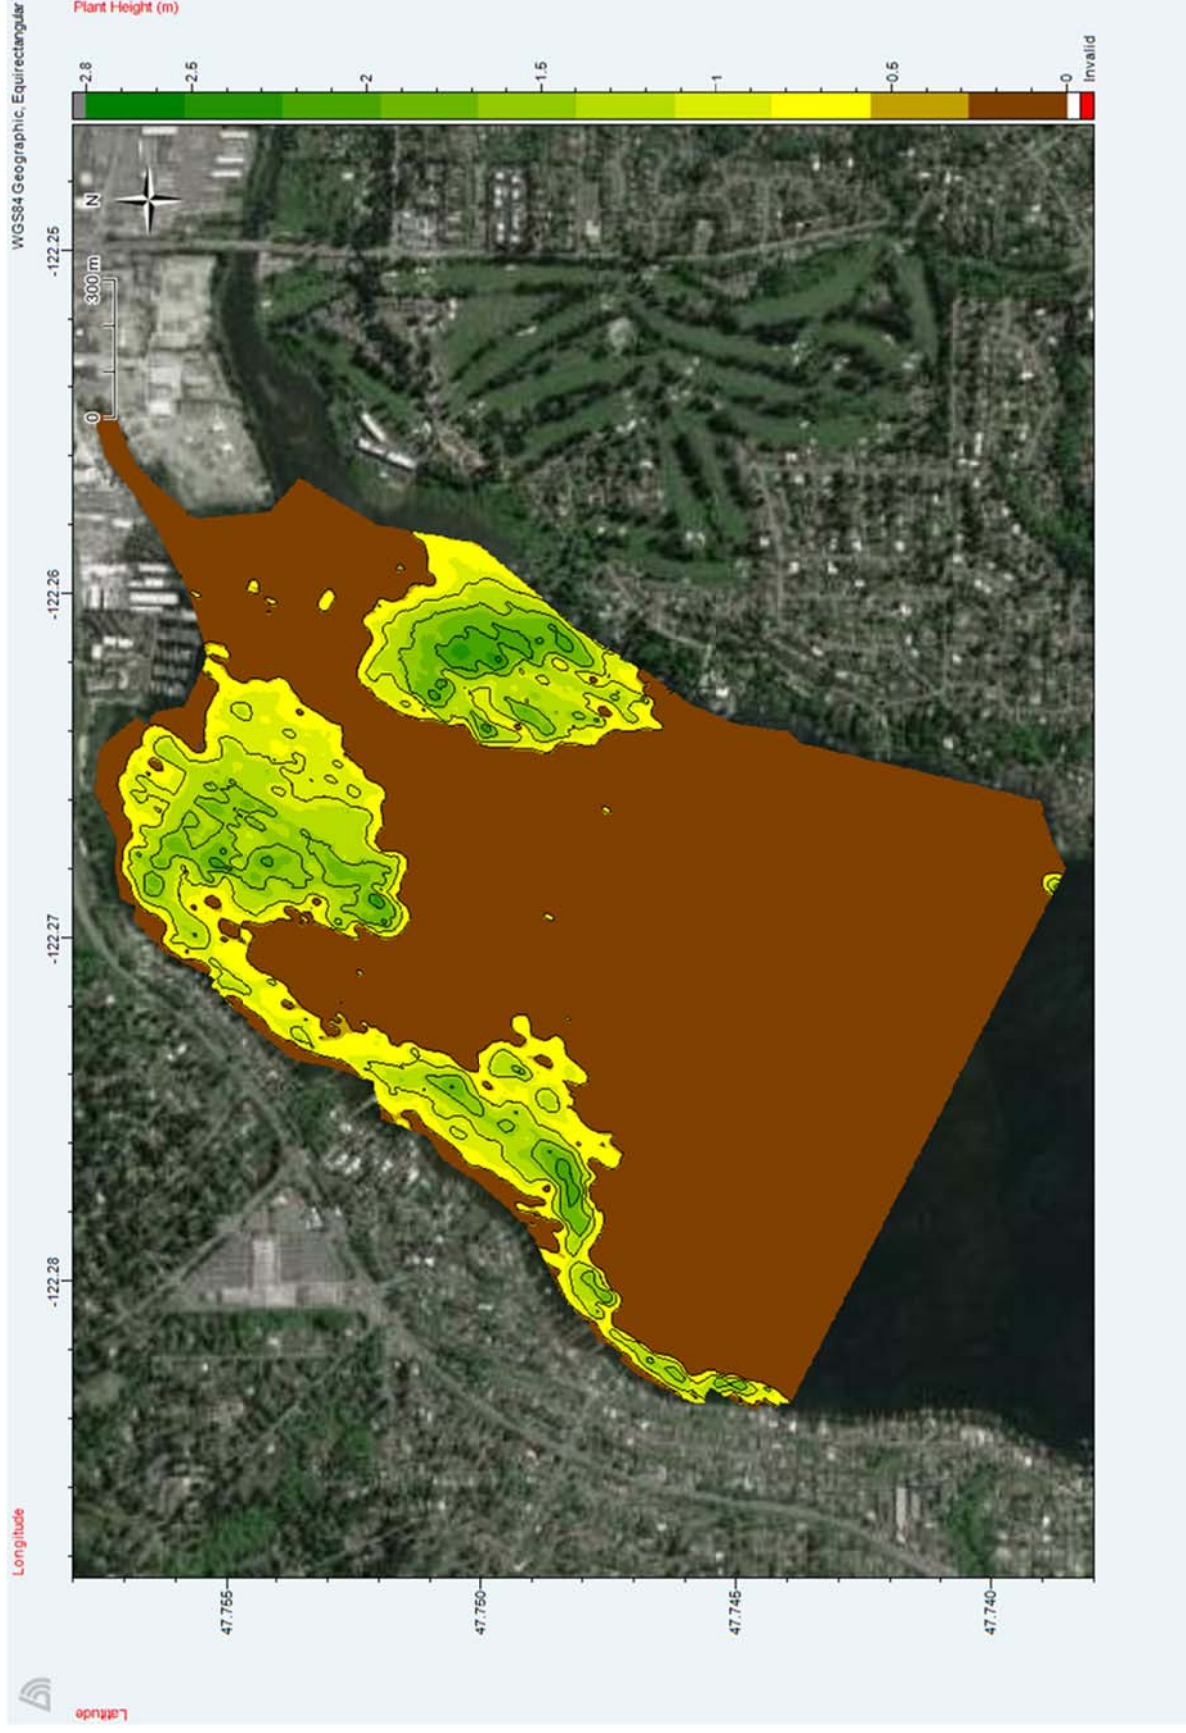 WGS84 Geographic, Equirectangular
Plant Height (m)
2.8
2.5
2
1.5
1
0.5
0
Invalid
Longitude
-122.28
-122.27
-122.26
-122.25
Latitude
47.755
47.750
47.745
47.740
0
300 m
N